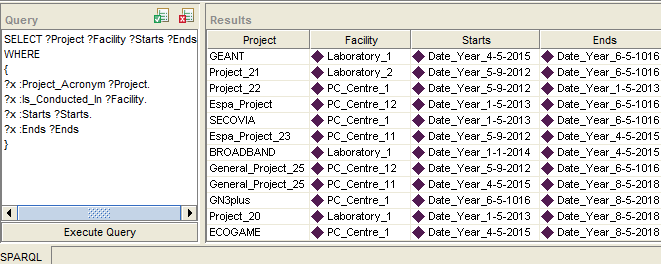 Query
SELECT ?Project ?Facility ?Starts ?Ends
WHERE
{
?x :Project_Acronym ?Project.
?x :Is_Conducted_In ?Facility.
?x :Starts ?Starts.
?x :Ends ?Ends
}
Execute Query
SPARQL
Results
Project Facility Starts Ends
GEANT Laboratory_1 Date_Year_4-5-2015 Date_Year_6-5-1016
Project_21 Laboratory_2 Date_Year_5-9-2012 Date_Year_6-5-1016
Project_22 PC_Centre_1 Date_Year_5-9-2012 Date_Year_1-5-2013
Espa_Project PC_Centre_12 Date_Year_1-5-2013 Date_Year_6-5-1016
SECOVIA PC_Centre_1 Date_Year_1-5-2013 Date_Year_6-5-1016
Espa_Project_23 PC_Centre_11 Date_Year_5-9-2012 Date_Year_4-5-2015
BROADBAND Laboratory_1 Date_Year_1-1-2014 Date_Year_4-5-2015
General_Project_25 PC_Centre_12 Date_Year_5-9-2012 Date_Year_6-5-1016
General_Project_25 PC_Centre_11 Date_Year_4-5-2015 Date_Year_8-5-2018
GN3plus PC_Centre_1 Date_Year_6-5-1016 Date_Year_8-5-2018
Project_20 Laboratory_1 Date_Year_1-5-2013 Date_Year_8-5-2018
ECOGAME PC_Centre_1 Date_Year_4-5-2015 Date_Year_8-5-2018